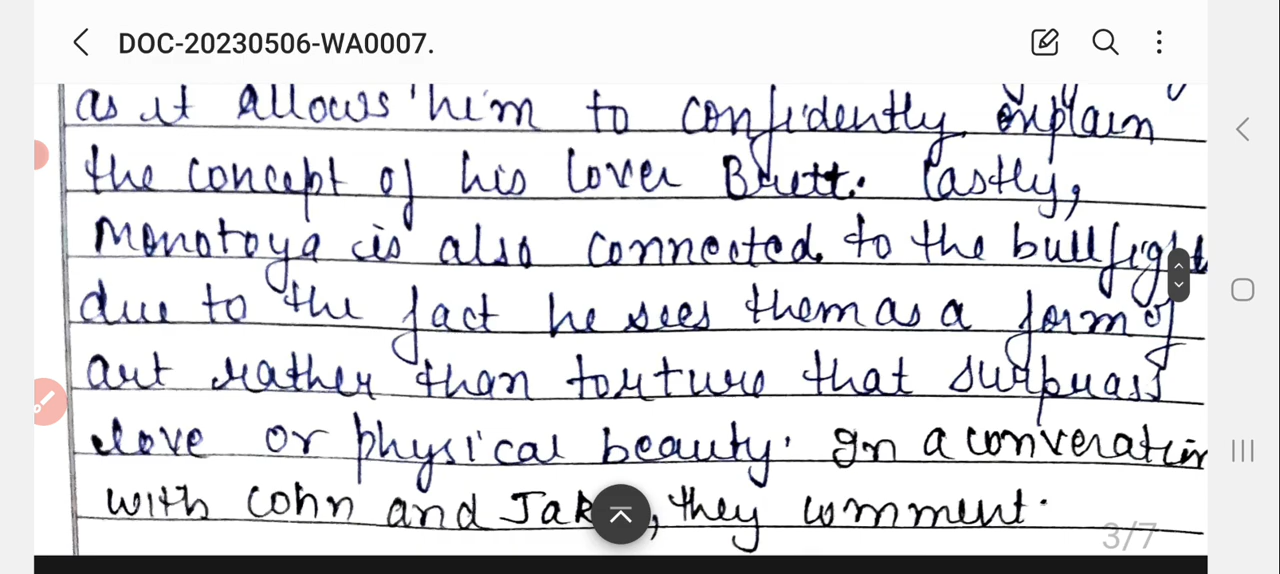 DOC-20230506-WA0007.
as it allows him to confidently explain
the concept of his lover Brett. Lastly,
Monotoya is also connected to the bullfight
due to the fact he sees them as a form of
art rather than torture that surpass
love or physical beauty. In a converation
with Cohn and Jak, they comment.
3/7